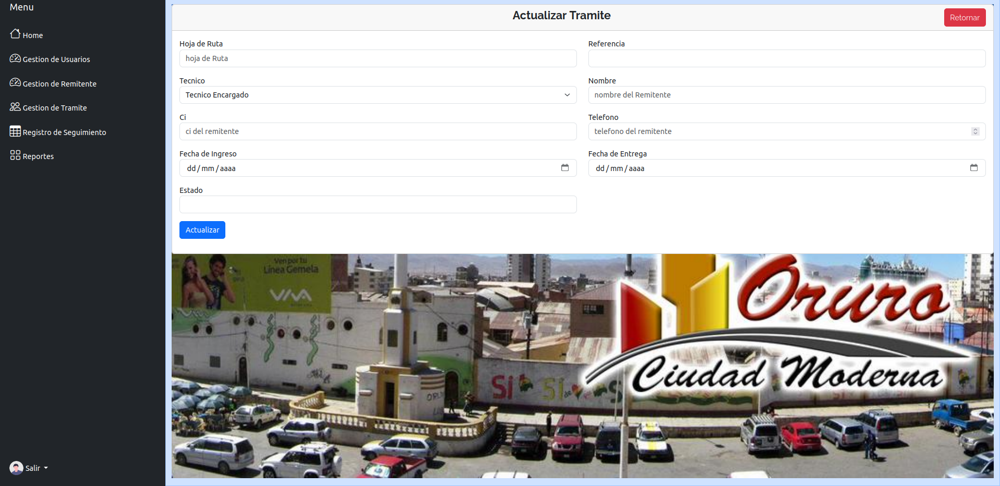 Menu
Home
Gestion de Usuarios
Gestion de Remitente
Gestion de Tramite
Registro de Seguimiento
Reportes
Salir
Actualizar Tramite
Retornar
Hoja de Ruta
hoja de Ruta
Referencia
Tecnico
Tecnico Encargado
Nombre
nombre del Remitente
Ci
ci del remitente
Telefono
telefono del remitente
Fecha de Ingreso
dd/mm/aaaa
Fecha de Entrega
dd/mm/aaaa
Estado
Actualizar
Ven por tu
Linea Gemela
VIVA
Oruro
Ciudad Moderna
Si
Si